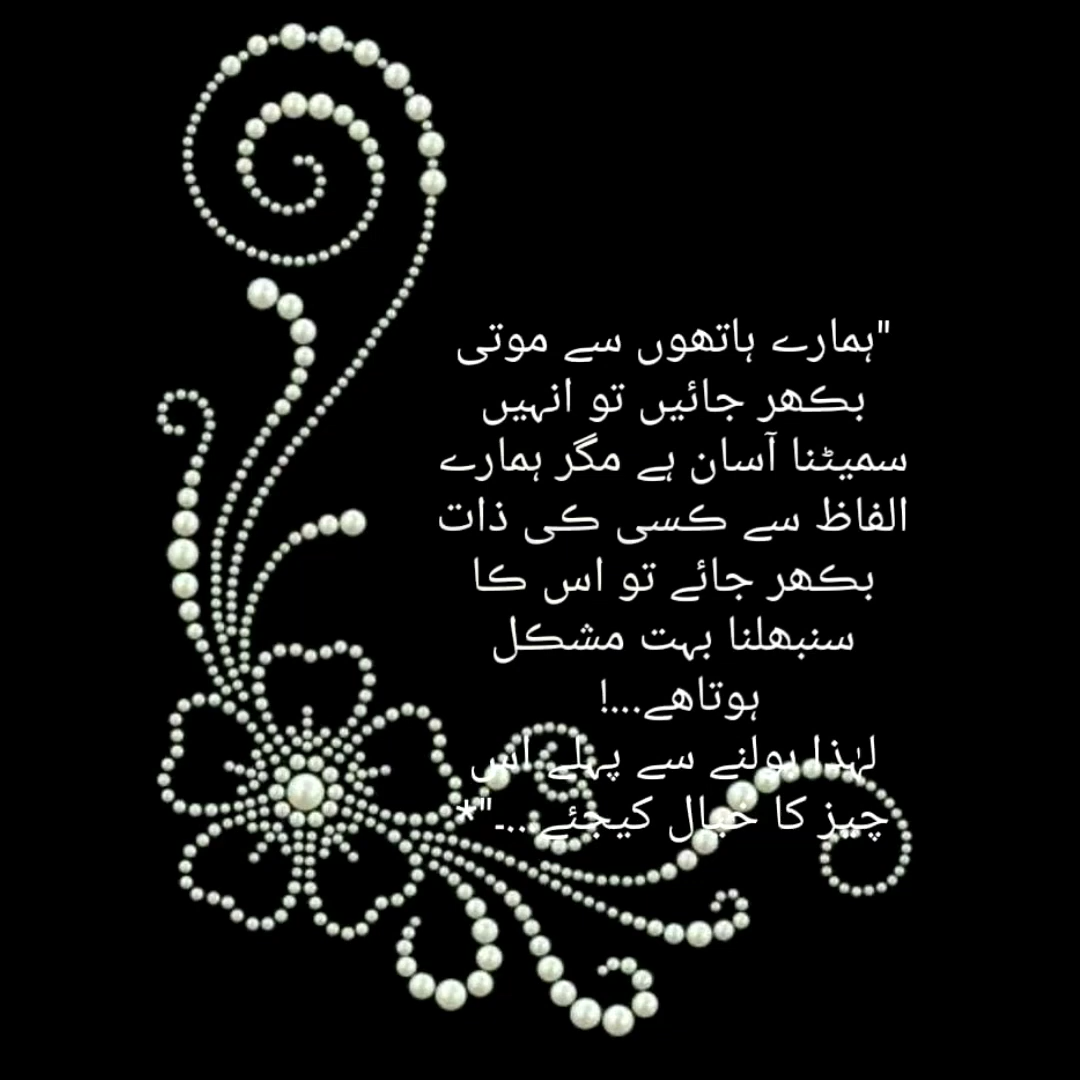 "ہمارے ہاتھوں سے موتی
بکھر جائیں تو انہیں
سمیٹنا آسان ہے مگر ہمارے
الفاظ سے کسی کی ذات
بکھر جائے تو اس کا
سنبھلنا بہت مشکل
ہوتاھے...!
لہٰذا بولنے سے پہلے اس
چیز کا خیال کیجئے...۔"*